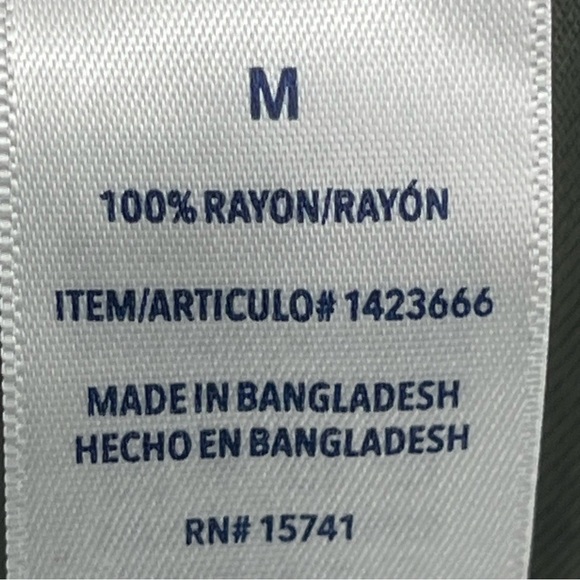 M
100% RAYON/RAYÓN
ITEM/ARTICULO# 1423666
MADE IN BANGLADESH
HECHO EN BANGLADESH
RN# 15741